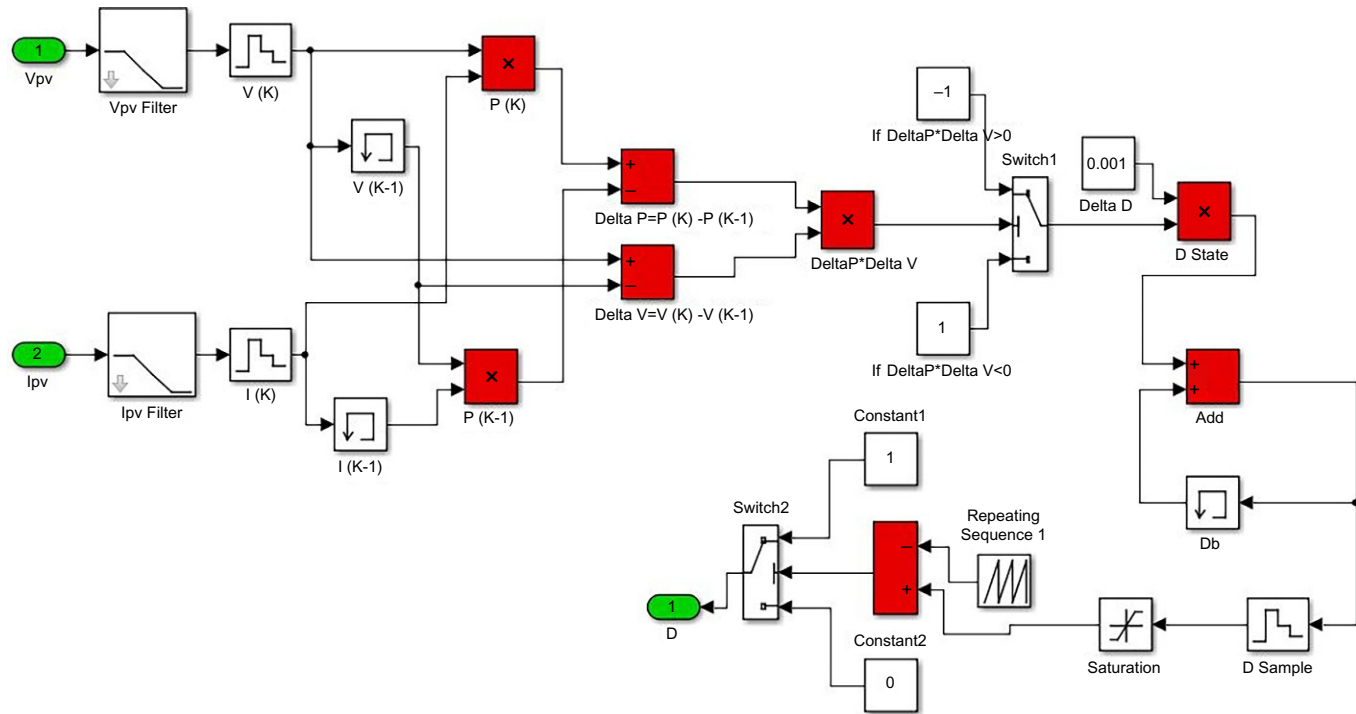 1
Vpv
Vpv Filter
V (K)
×
P (K)
V (K-1)
2
Ipv
Ipv Filter
I (K)
I (K-1)
×
P (K-1)
+
−
Delta P=P (K) -P (K-1)
+
−
Delta V=V (K) -V (K-1)
×
DeltaP*Delta V
−1
If DeltaP*Delta V>0
Switch1
1
If DeltaP*Delta V<0
0.001
Delta D
×
D State
+
+
Add
Db
D Sample
Saturation
Repeating
Sequence 1
−
+
Constant1
1
Switch2
Constant2
0
1
D